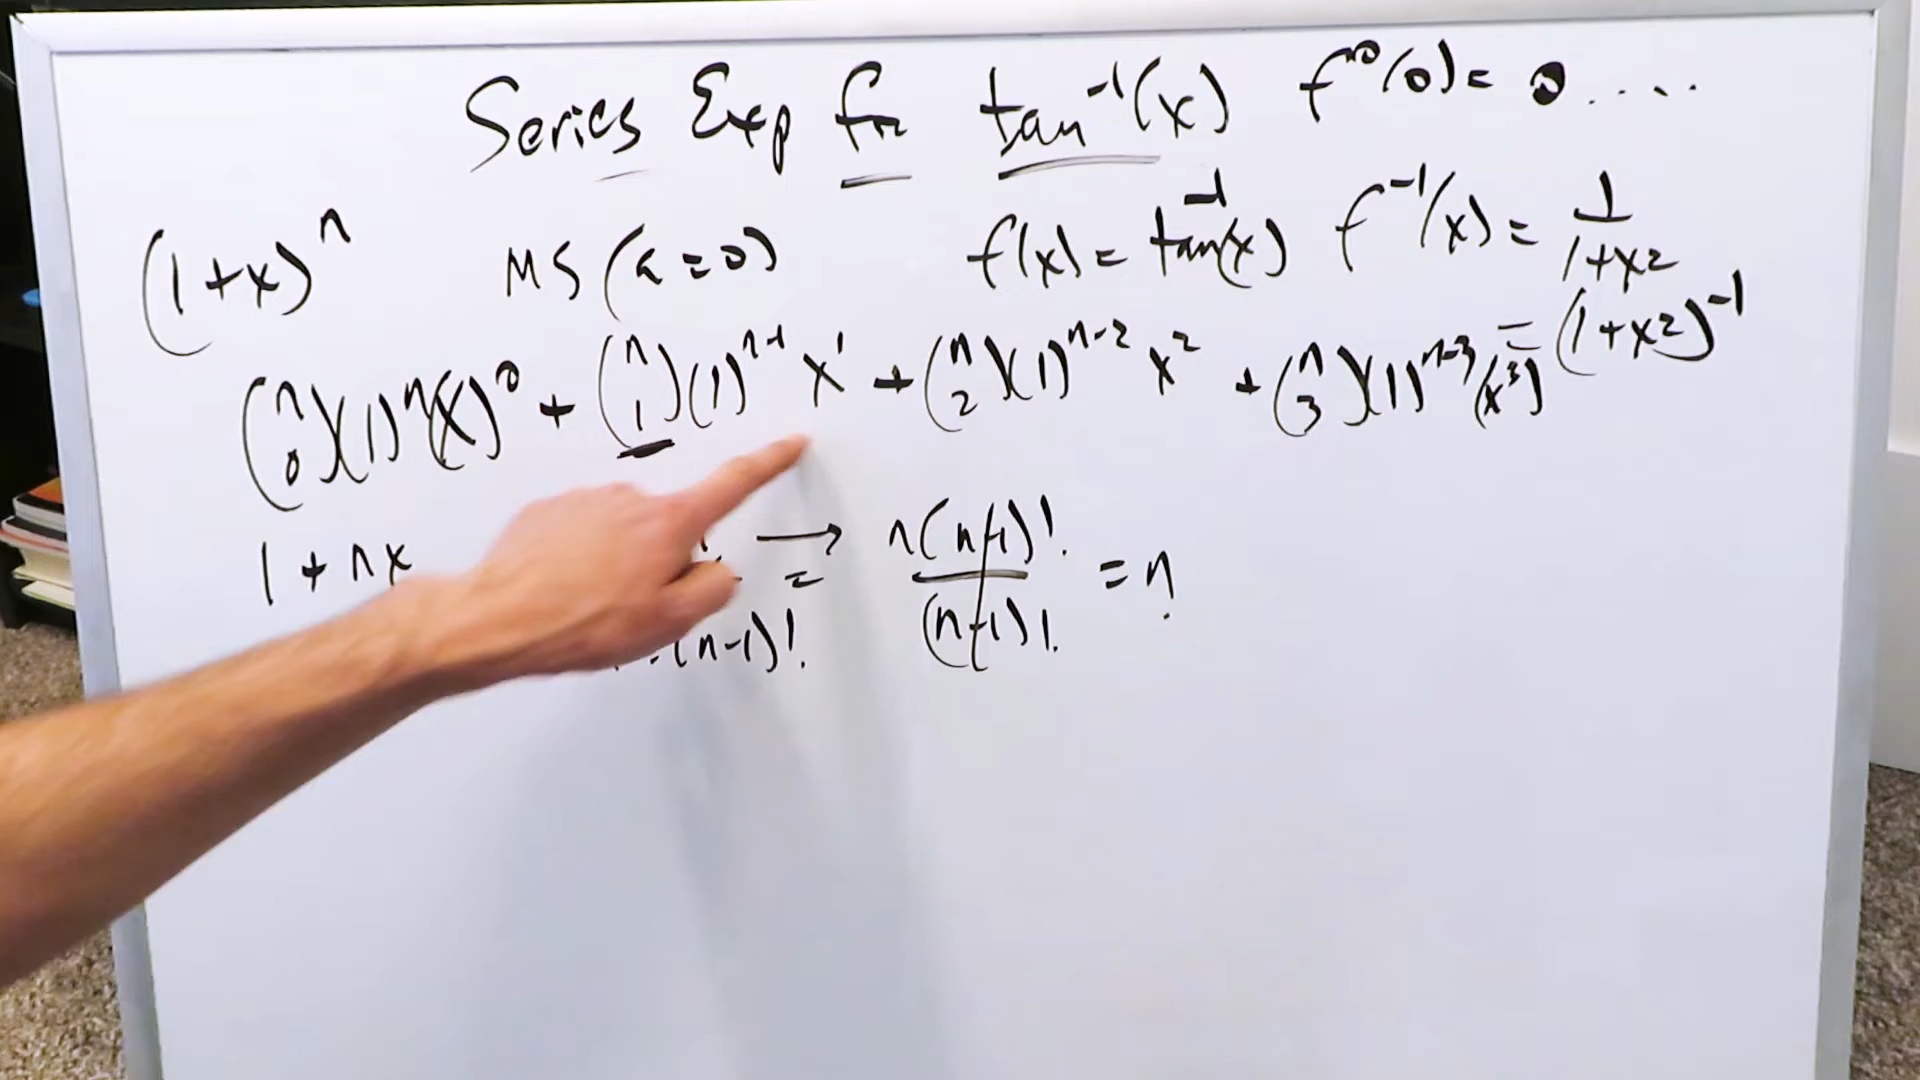 Series Exp for tan⁻¹(x) f⁽ⁿ⁾(0) = 0 .....
(1+x)ⁿ MS (a=0) f(x) = tan⁻¹(x) f⁻¹(x) = 1/(1+x²)
= (1+x²)⁻¹
(n 0)(1)ⁿ(x)⁰ + (n 1)(1)ⁿ⁻¹ x¹ + (n 2)(1)ⁿ⁻² x² + (n 3)(1)ⁿ⁻³(x³)
1 + nx (n-1)! → = n(n-1)!/(n-1)! = n